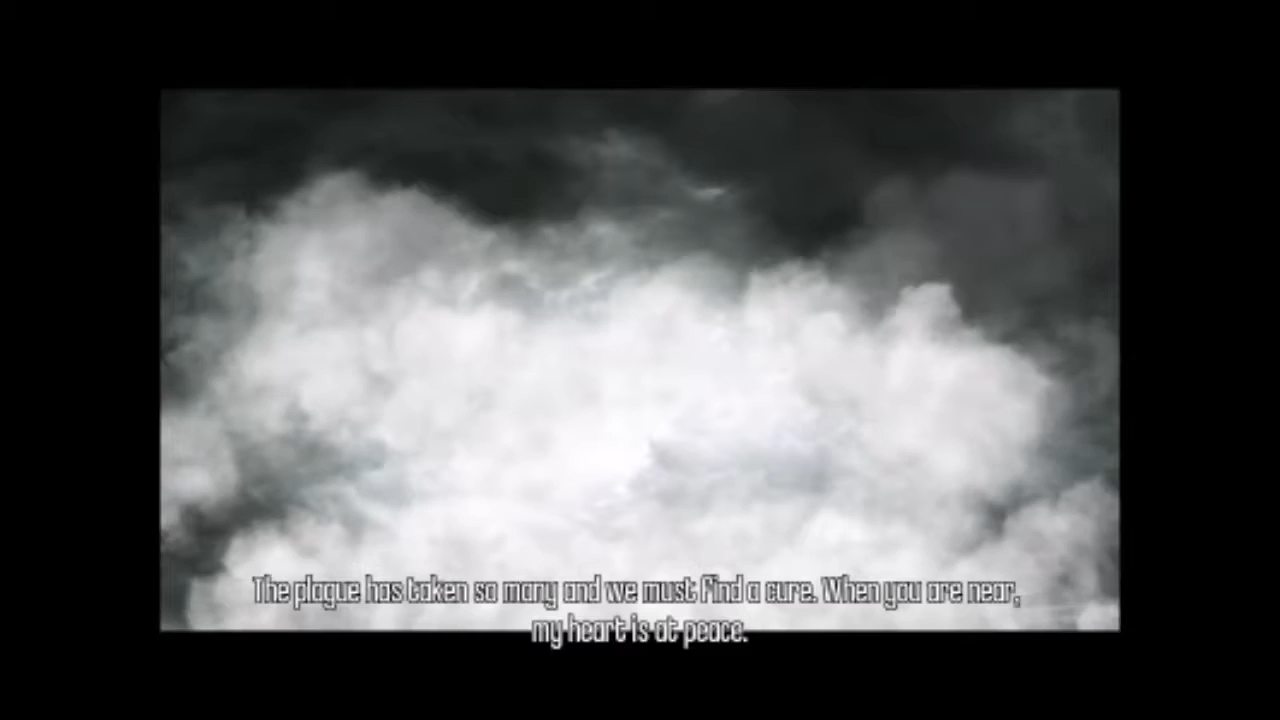 The plague has taken so many and we must find a cure. When you are near,
my heart is at peace.